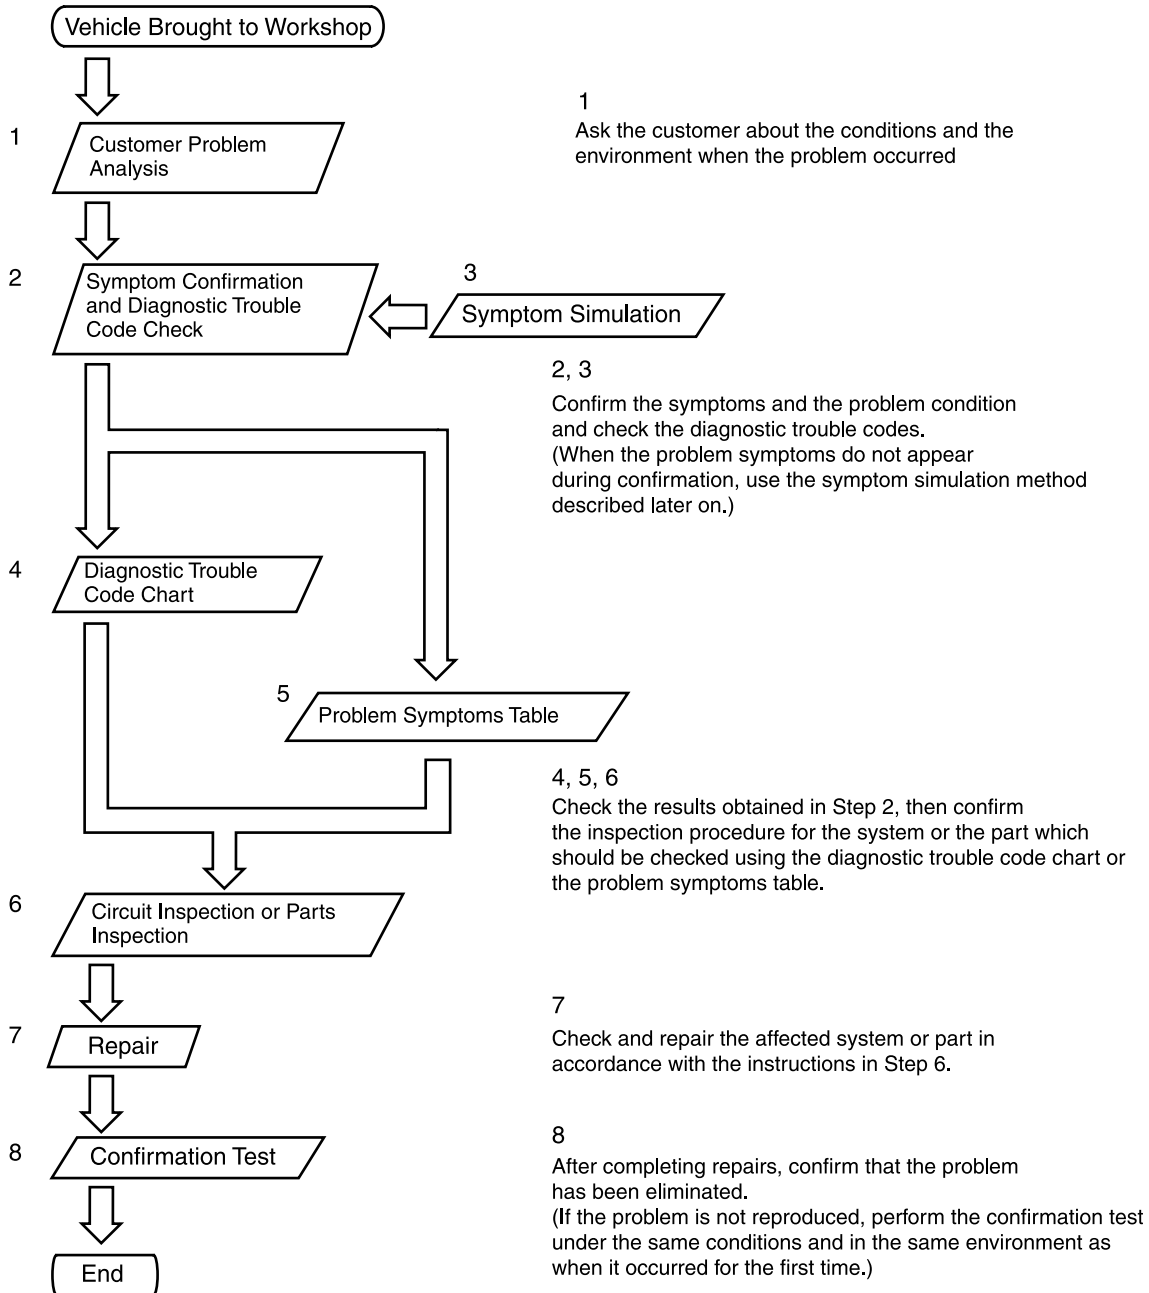 Vehicle Brought to Workshop
1
Customer Problem
Analysis
1
Ask the customer about the conditions and the
environment when the problem occurred
2
Symptom Confirmation
and Diagnostic Trouble
Code Check
3
Symptom Simulation
2, 3
Confirm the symptoms and the problem condition
and check the diagnostic trouble codes.
(When the problem symptoms do not appear
during confirmation, use the symptom simulation method
described later on.)
4
Diagnostic Trouble
Code Chart
5
Problem Symptoms Table
4, 5, 6
Check the results obtained in Step 2, then confirm
the inspection procedure for the system or the part which
should be checked using the diagnostic trouble code chart or
the problem symptoms table.
6
Circuit Inspection or Parts
Inspection
7
Repair
7
Check and repair the affected system or part in
accordance with the instructions in Step 6.
8
Confirmation Test
8
After completing repairs, confirm that the problem
has been eliminated.
(If the problem is not reproduced, perform the confirmation test
under the same conditions and in the same environment as
when it occurred for the first time.)
End